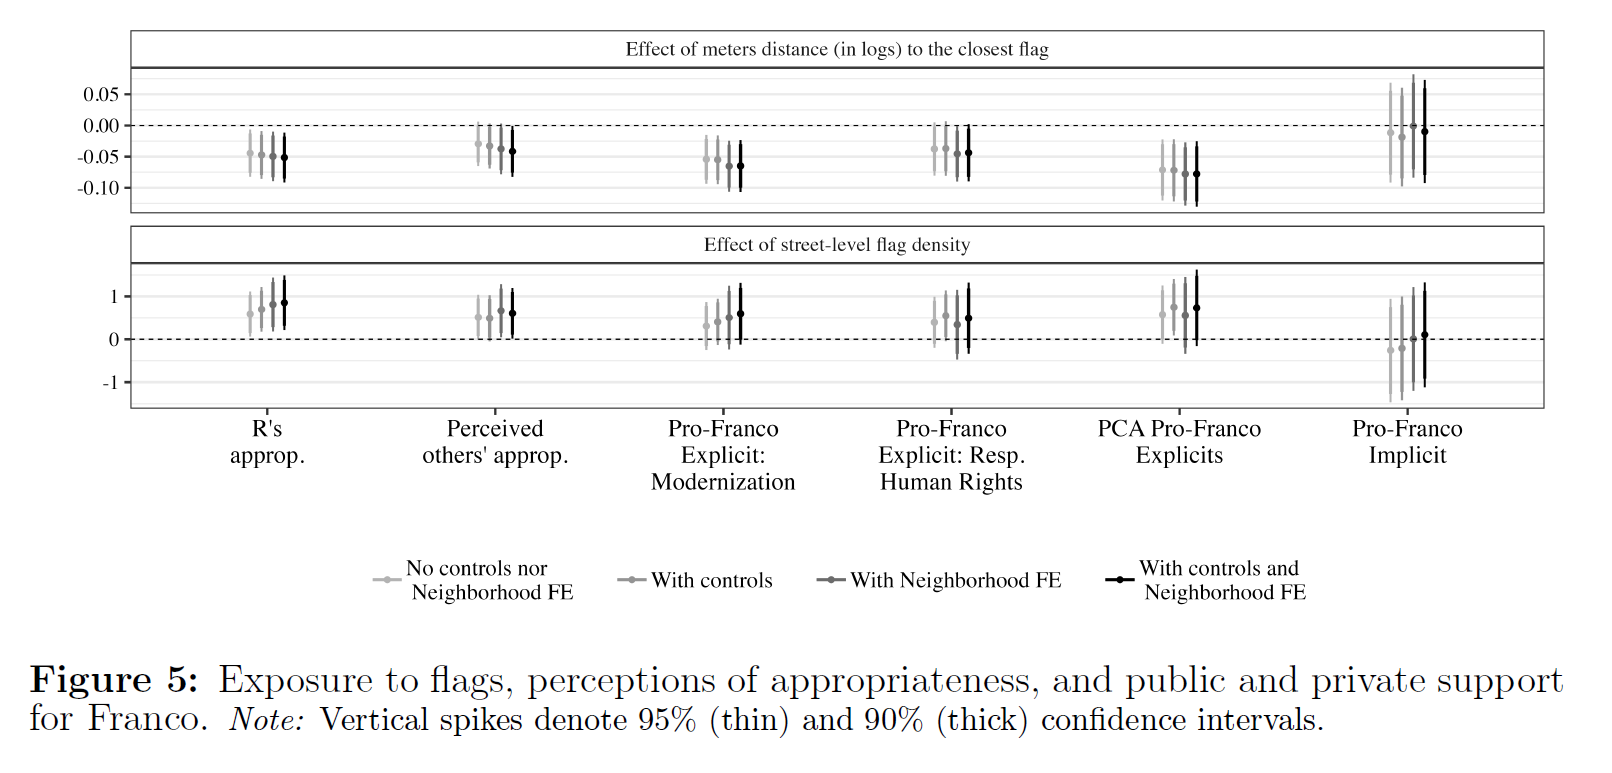 Effect of meters distance (in logs) to the closest flag
0.05
0.00
-0.05
-0.10
Effect of street-level flag density
1
0
-1
R's
approp.
Perceived
others' approp.
Pro-Franco
Explicit:
Modernization
Pro-Franco
Explicit: Resp.
Human Rights
PCA Pro-Franco
Explicits
Pro-Franco
Implicit
No controls nor
Neighborhood FE
With controls
With Neighborhood FE
With controls and
Neighborhood FE
Figure 5: Exposure to flags, perceptions of appropriateness, and public and private support
for Franco. Note: Vertical spikes denote 95% (thin) and 90% (thick) confidence intervals.